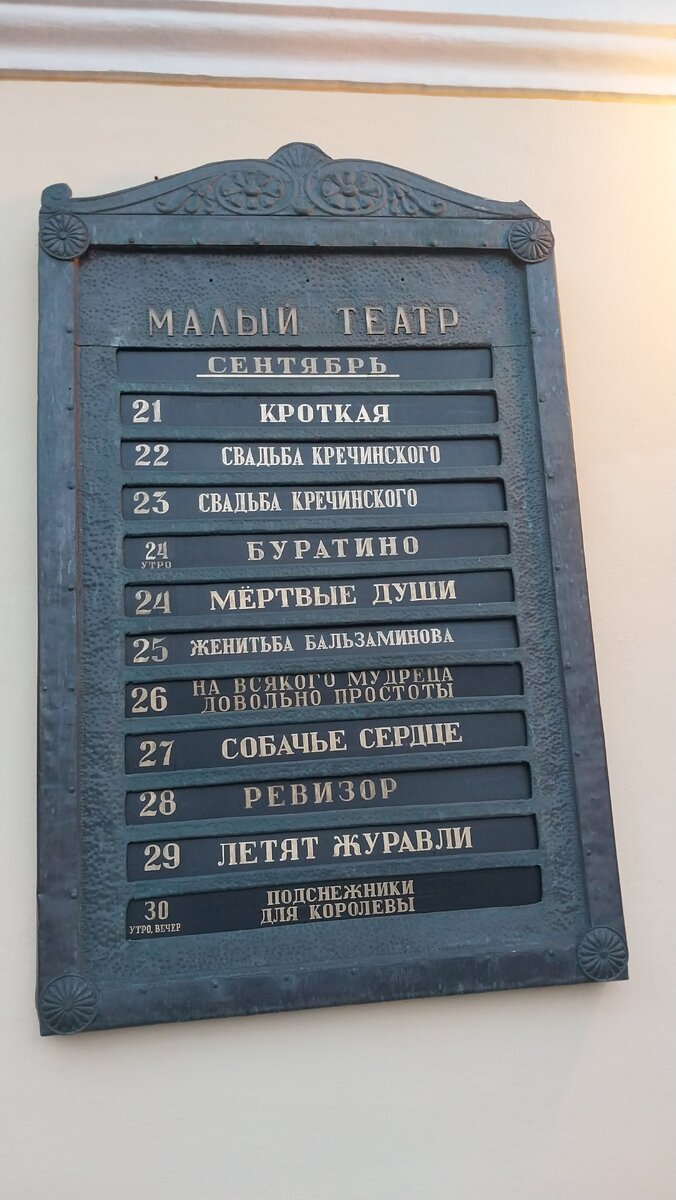 МАЛЫЙ ТЕАТР
СЕНТЯБРЬ
21 КРОТКАЯ
22 СВАДЬБА КРЕЧИНСКОГО
23 СВАДЬБА КРЕЧИНСКОГО
24 БУРАТИНО
УТРО
24 МЁРТВЫЕ ДУШИ
25 ЖЕНИТЬБА БАЛЬЗАМИНОВА
26 НА ВСЯКОГО МУДРЕЦА
ДОВОЛЬНО ПРОСТОТЫ
27 СОБАЧЬЕ СЕРДЦЕ
28 РЕВИЗОР
29 ЛЕТЯТ ЖУРАВЛИ
30 ПОДСНЕЖНИКИ
ДЛЯ КОРОЛЕВЫ
УТРО, ВЕЧЕР